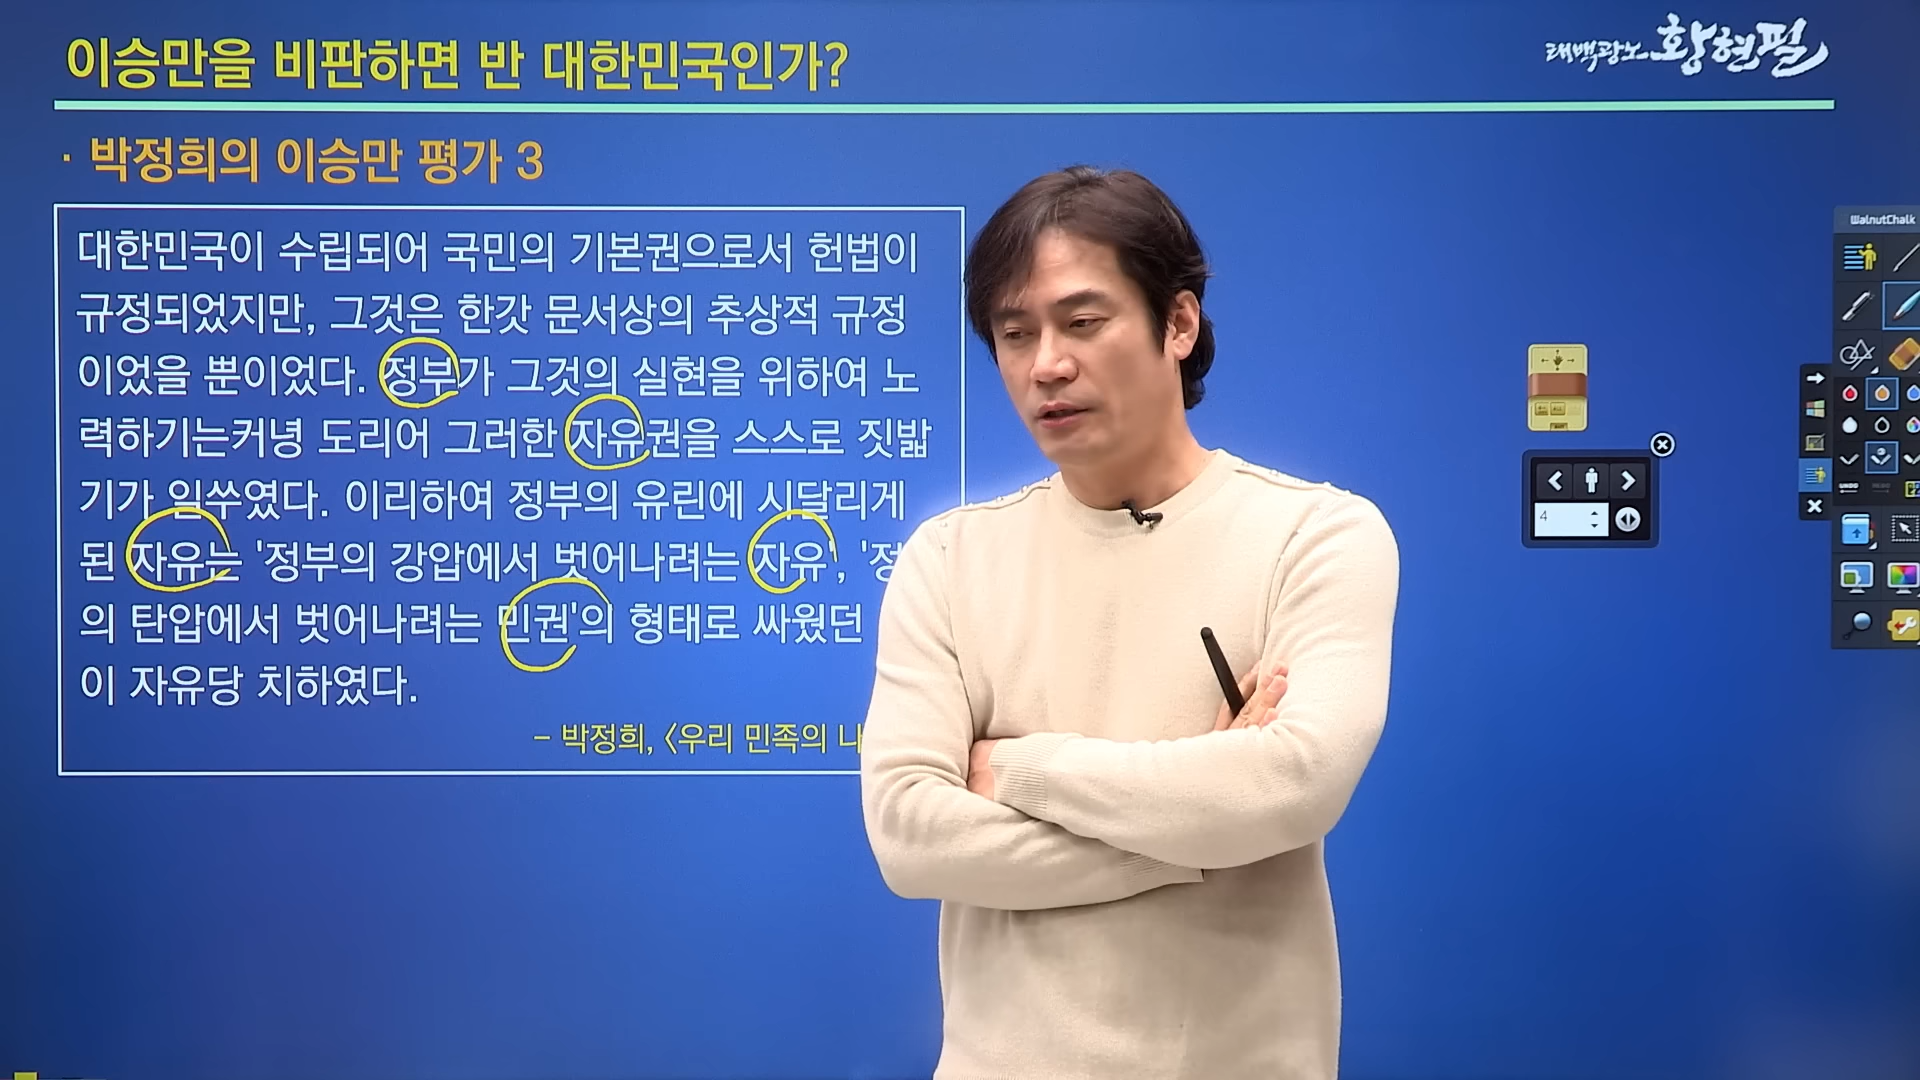 이승만을 비판하면 반 대한민국인가?
태백광노 황현필
· 박정희의 이승만 평가 3
대한민국이 수립되어 국민의 기본권으로서 헌법이
규정되었지만, 그것은 한갓 문서상의 추상적 규정
이었을 뿐이었다. 정부가 그것의 실현을 위하여 노
력하기는커녕 도리어 그러한 자유권을 스스로 짓밟
기가 일쑤였다. 이리하여 정부의 유린에 시달리게
된 자유는 '정부의 강압에서 벗어나려는 자유', '정
의 탄압에서 벗어나려는 민권'의 형태로 싸웠던
이 자유당 치하였다.
- 박정희, <우리 민족의 나
WalnutChalk
4
UNDO